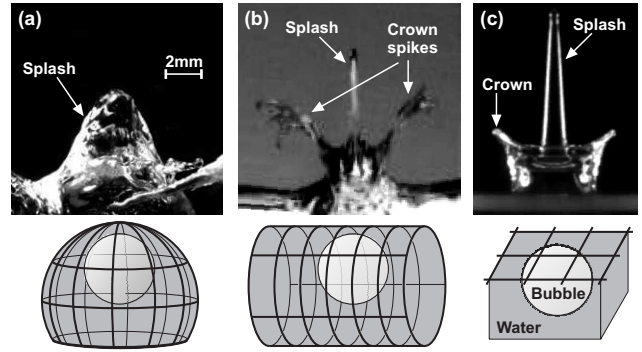 (a)
Splash
2mm
(b)
Splash
Crown
spikes
(c)
Splash
Crown
Bubble
Water